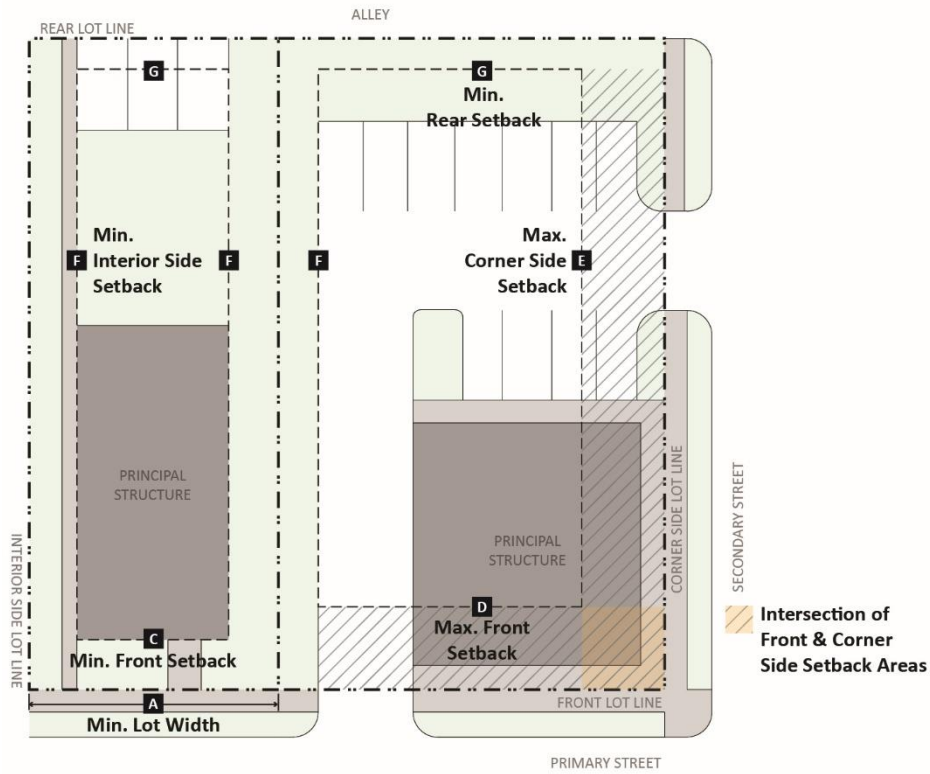 ALLEY
REAR LOT LINE
G
G
Min.
Rear Setback
F
Min.
Interior Side
Setback
F
F
Max.
Corner Side
Setback
E
PRINCIPAL
STRUCTURE
PRINCIPAL
STRUCTURE
INTERIOR SIDE LOT LINE
CORNER SIDE LOT LINE
SECONDARY STREET
C
Min. Front Setback
D
Max. Front
Setback
Intersection of
Front & Corner
Side Setback Areas
A
Min. Lot Width
FRONT LOT LINE
PRIMARY STREET